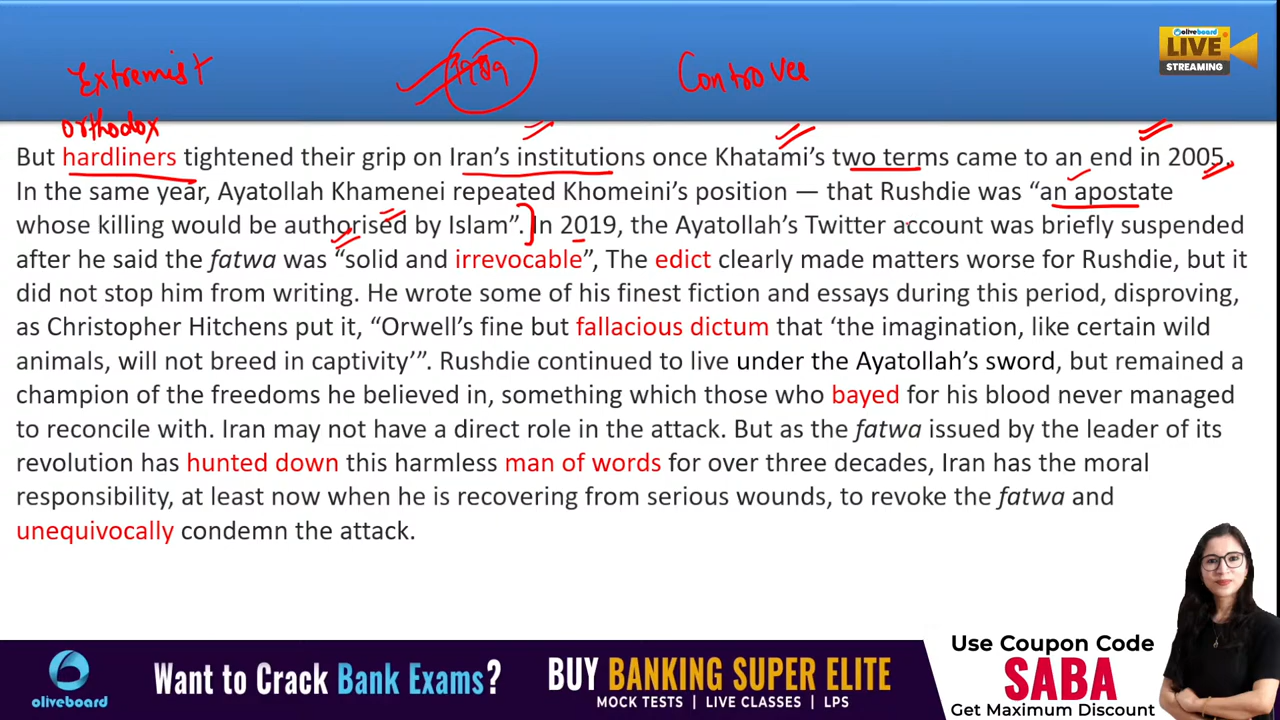 oliveboard
LIVE
STREAMING
Extremist
1989
Controve
orthodox
But hardliners tightened their grip on Iran’s institutions once Khatami’s two terms came to an end in 2005.
In the same year, Ayatollah Khamenei repeated Khomeini’s position — that Rushdie was “an apostate
whose killing would be authorised by Islam”. In 2019, the Ayatollah’s Twitter account was briefly suspended
after he said the fatwa was “solid and irrevocable”, The edict clearly made matters worse for Rushdie, but it
did not stop him from writing. He wrote some of his finest fiction and essays during this period, disproving,
as Christopher Hitchens put it, “Orwell’s fine but fallacious dictum that ‘the imagination, like certain wild
animals, will not breed in captivity’”. Rushdie continued to live under the Ayatollah’s sword, but remained a
champion of the freedoms he believed in, something which those who bayed for his blood never managed
to reconcile with. Iran may not have a direct role in the attack. But as the fatwa issued by the leader of its
revolution has hunted down this harmless man of words for over three decades, Iran has the moral
responsibility, at least now when he is recovering from serious wounds, to revoke the fatwa and
unequivocally condemn the attack.
oliveboard
Want to Crack Bank Exams?
BUY BANKING SUPER ELITE
MOCK TESTS | LIVE CLASSES | LPS
Use Coupon Code
SABA
Get Maximum Discount